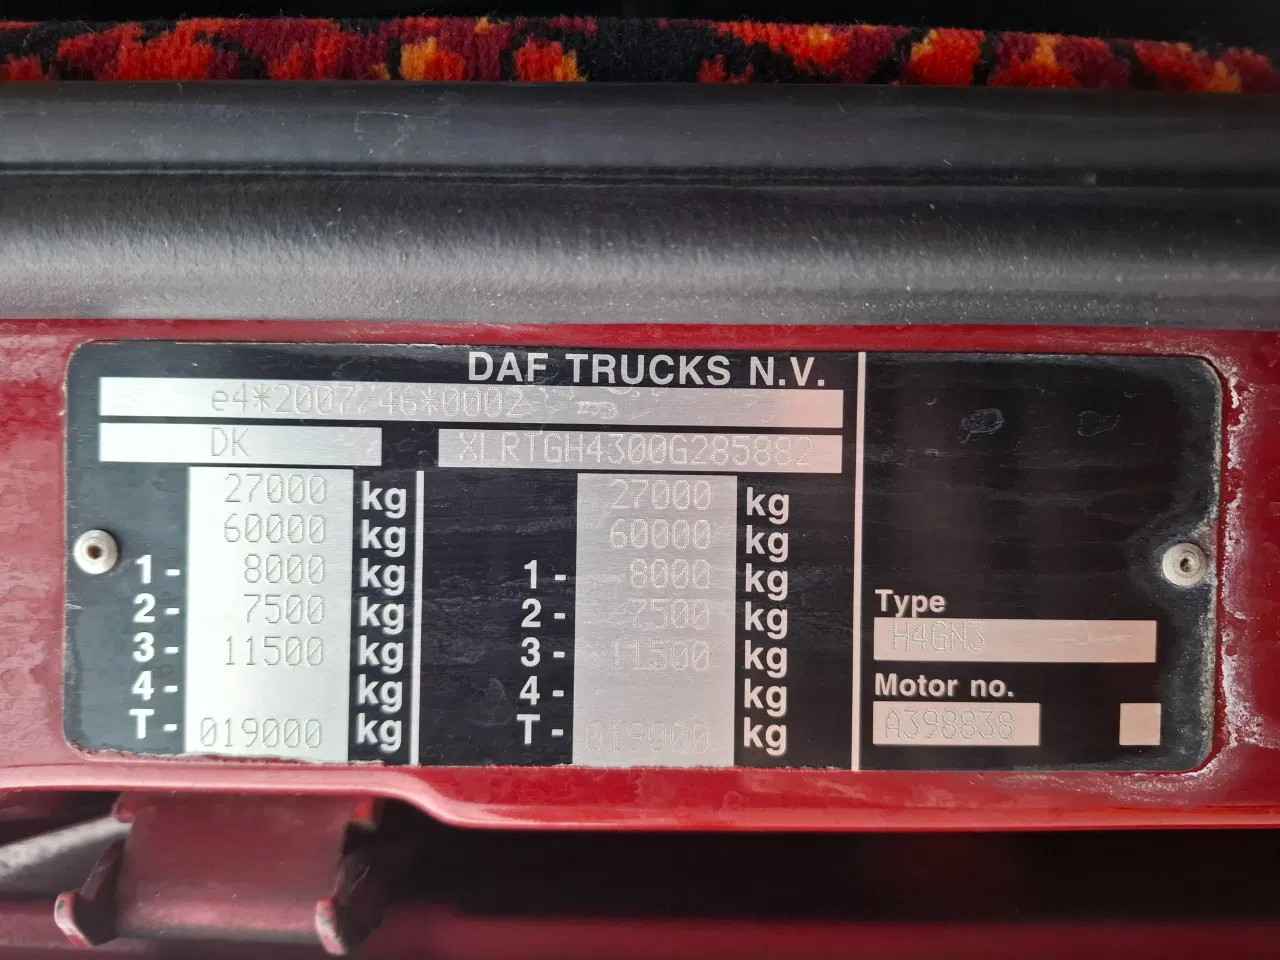 DAF TRUCKS N.V.
e4*2007/46*0002
DK XLRTGH4300G285882
27000 kg 27000 kg
60000 kg 60000 kg
1- 8000 kg 1- 8000 kg
2- 7500 kg 2- 7500 kg
3- 11500 kg 3- 11500 kg
4- kg 4- kg
T- 019000 kg T- 019000 kg
Type
H4GN3
Motor no.
A398838